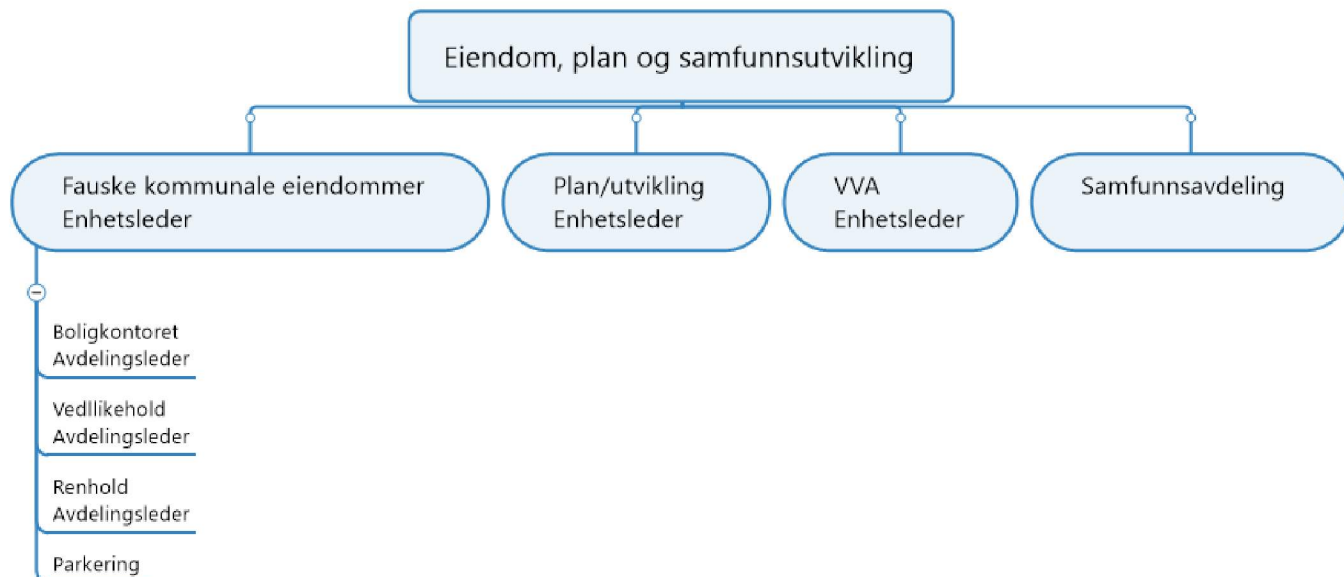 Eiendom, plan og samfunnsutvikling
Fauske kommunale eiendommer
Enhetsleder
Plan/utvikling
Enhetsleder
VVA
Enhetsleder
Samfunnsavdeling
Boligkontoret
Avdelingsleder
Vedllikehold
Avdelingsleder
Renhold
Avdelingsleder
Parkering